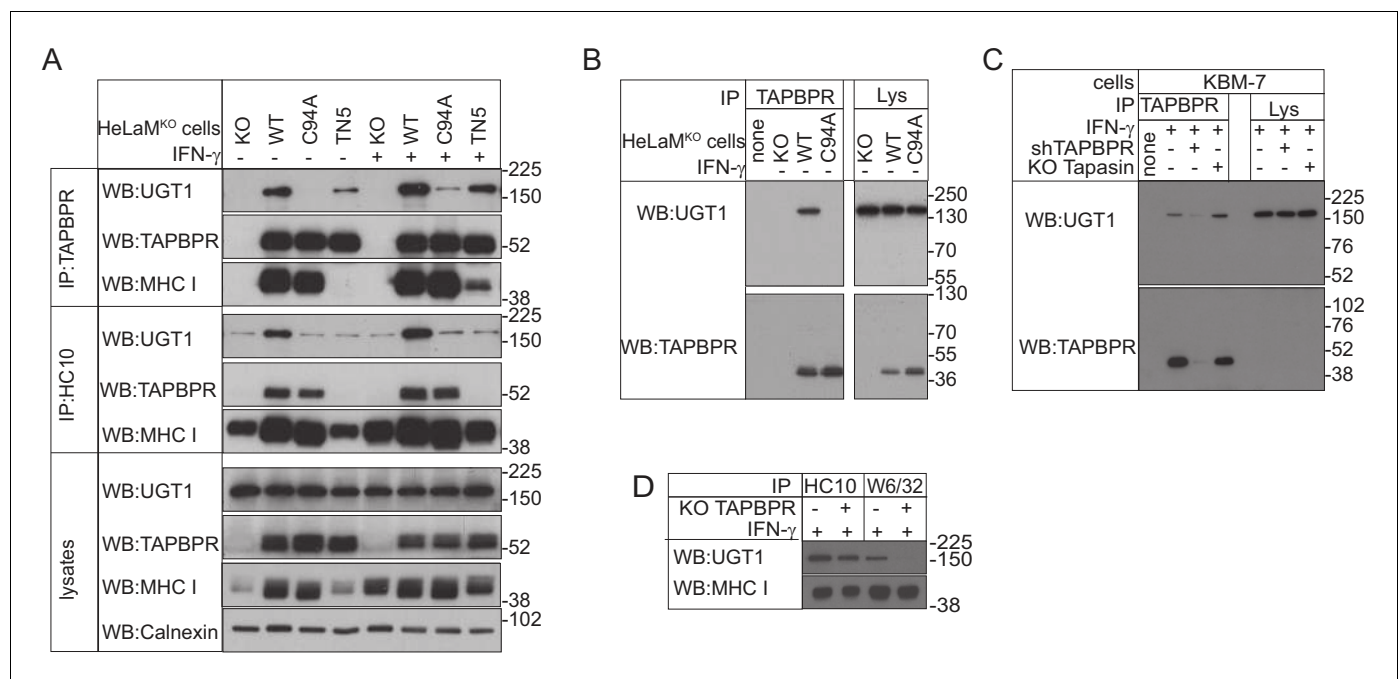 A
HeLaM^KO cells KO WT C94A TN5 KO WT C94A TN5
IFN-γ - - - - + + + +
IP:TAPBPR
WB:UGT1 -225 -150
WB:TAPBPR -52
WB:MHC I -38
IP:HC10
WB:UGT1 -225 -150
WB:TAPBPR -52
WB:MHC I -38
lysates
WB:UGT1 -225 -150
WB:TAPBPR -52
WB:MHC I -38
WB:Calnexin -102
B
IP TAPBPR Lys
HeLaM^KO cells none KO WT C94A KO WT C94A
IFN-γ - - - - - -
WB:UGT1 -250 -130 -70 -55
WB:TAPBPR -130 -70 -55 -36
C
cells KBM-7
IP TAPBPR Lys
IFN-γ none + + + + + +
shTAPBPR - + - - + -
KO Tapasin - - + - - +
WB:UGT1 -225 -150 -76 -52
WB:TAPBPR -102 -76 -52 -38
D
IP HC10 W6/32
KO TAPBPR - + - +
IFN-γ + + + +
WB:UGT1 -225 -150
WB:MHC I -38